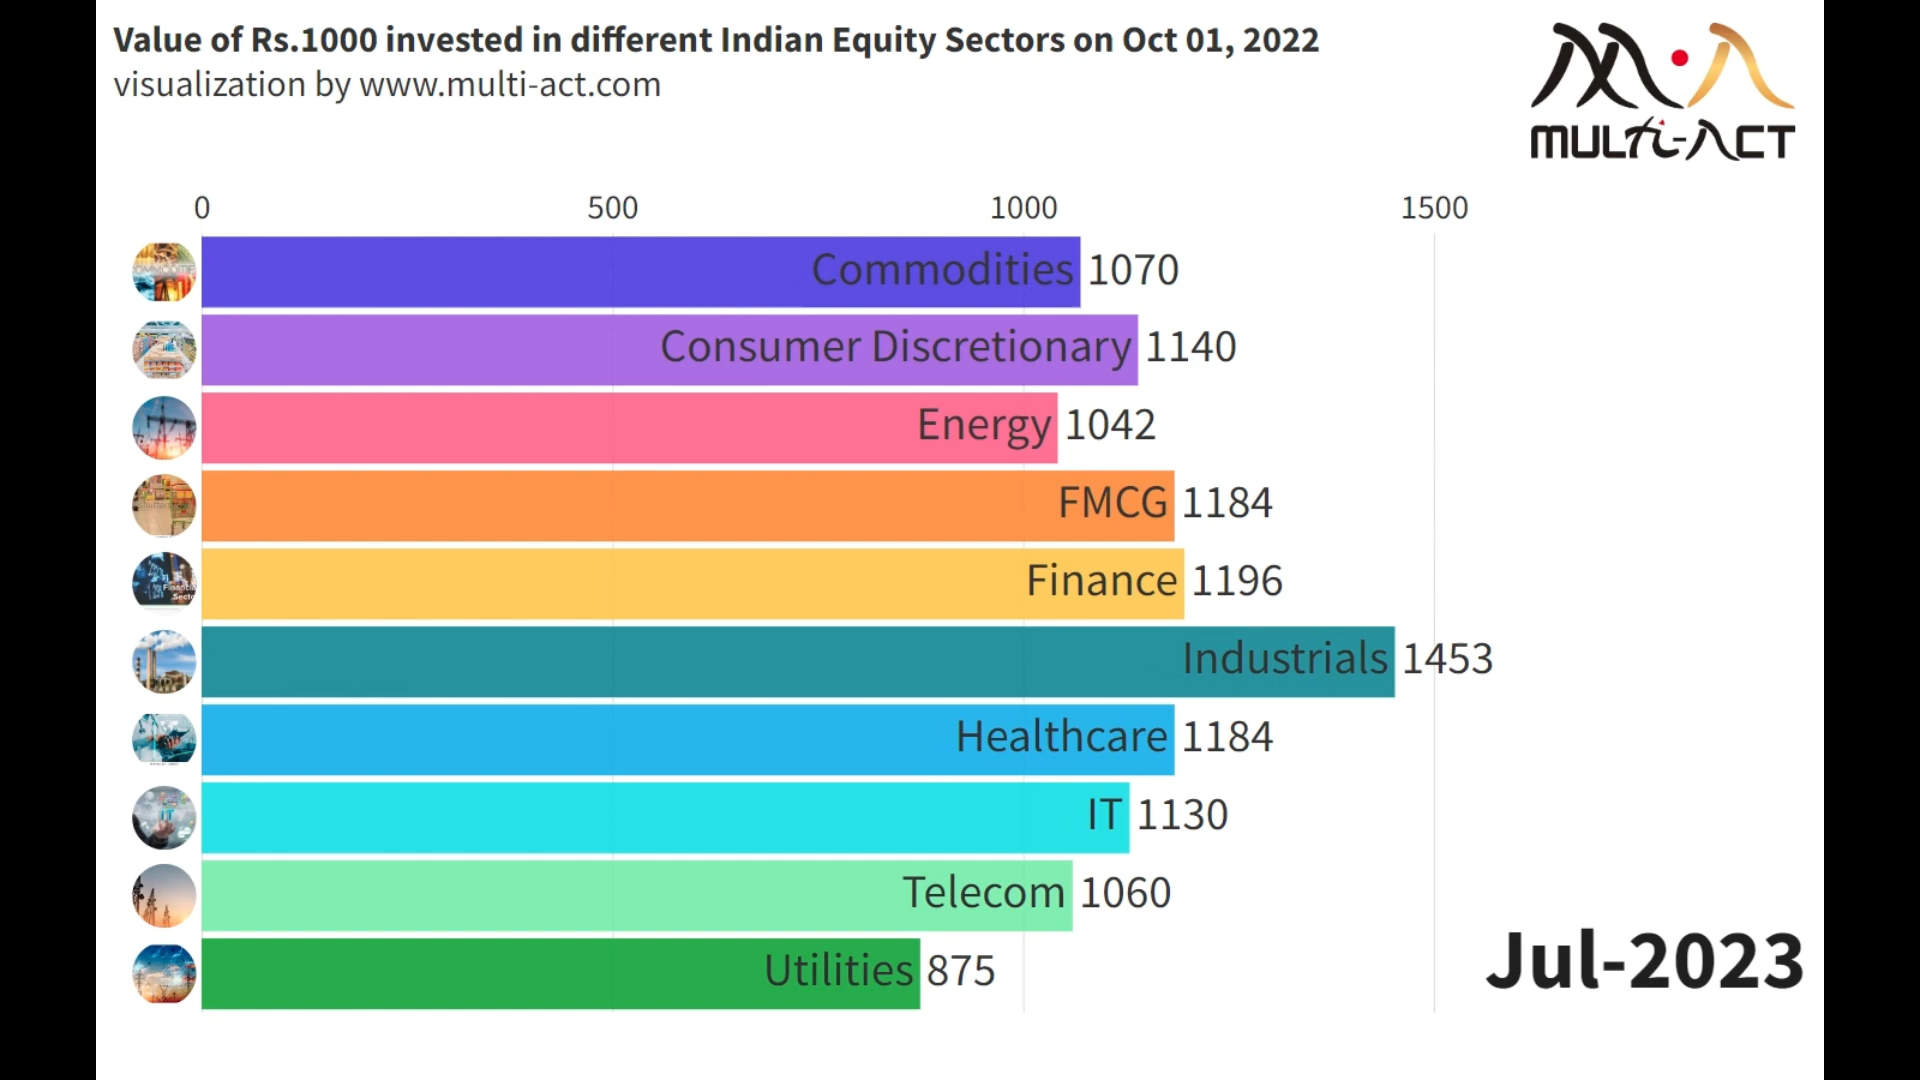 Value of Rs.1000 invested in different Indian Equity Sectors on Oct 01, 2022
visualization by www.multi-act.com
MULTI-ACT
0 500 1000 1500
Commodities 1070
Consumer Discretionary 1140
Energy 1042
FMCG 1184
Finance 1196
Industrials 1453
Healthcare 1184
IT 1130
Telecom 1060
Utilities 875
Jul-2023